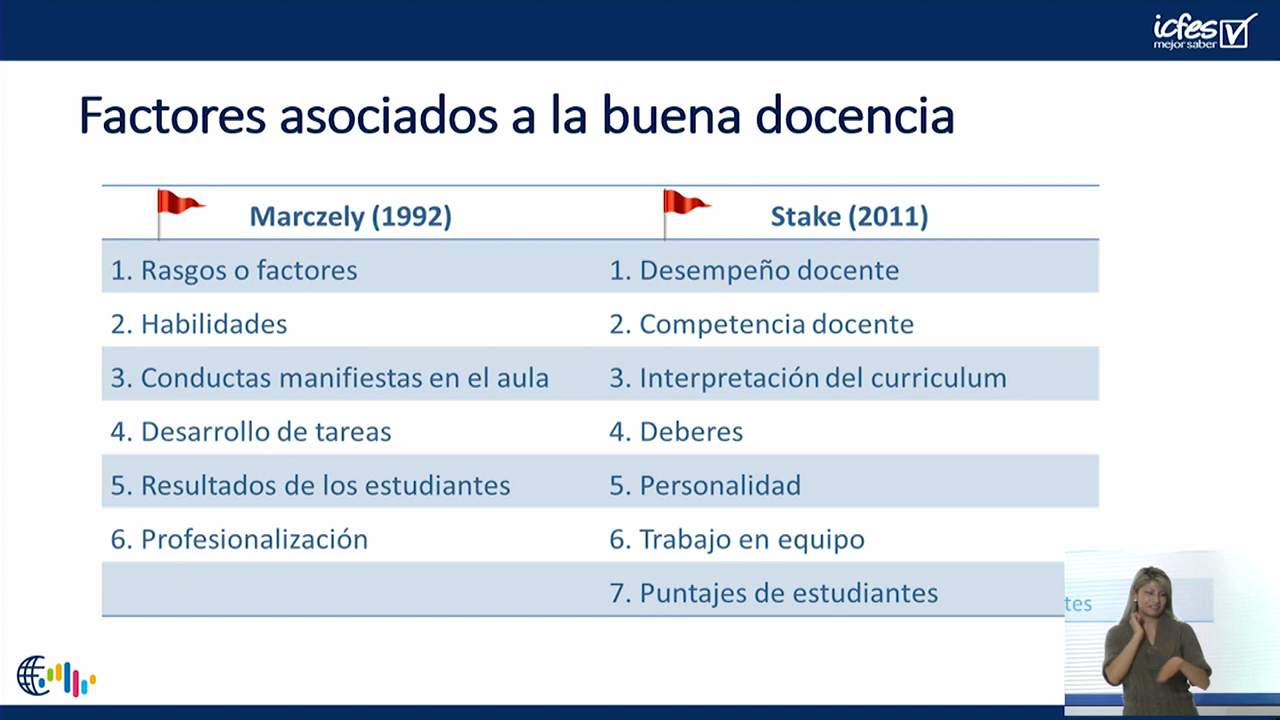 icfes
mejor saber
Factores asociados a la buena docencia
Marczely (1992)
Stake (2011)
1. Rasgos o factores
1. Desempeño docente
2. Habilidades
2. Competencia docente
3. Conductas manifiestas en el aula
3. Interpretación del curriculum
4. Desarrollo de tareas
4. Deberes
5. Resultados de los estudiantes
5. Personalidad
6. Profesionalización
6. Trabajo en equipo
7. Puntajes de estudiantes
tes